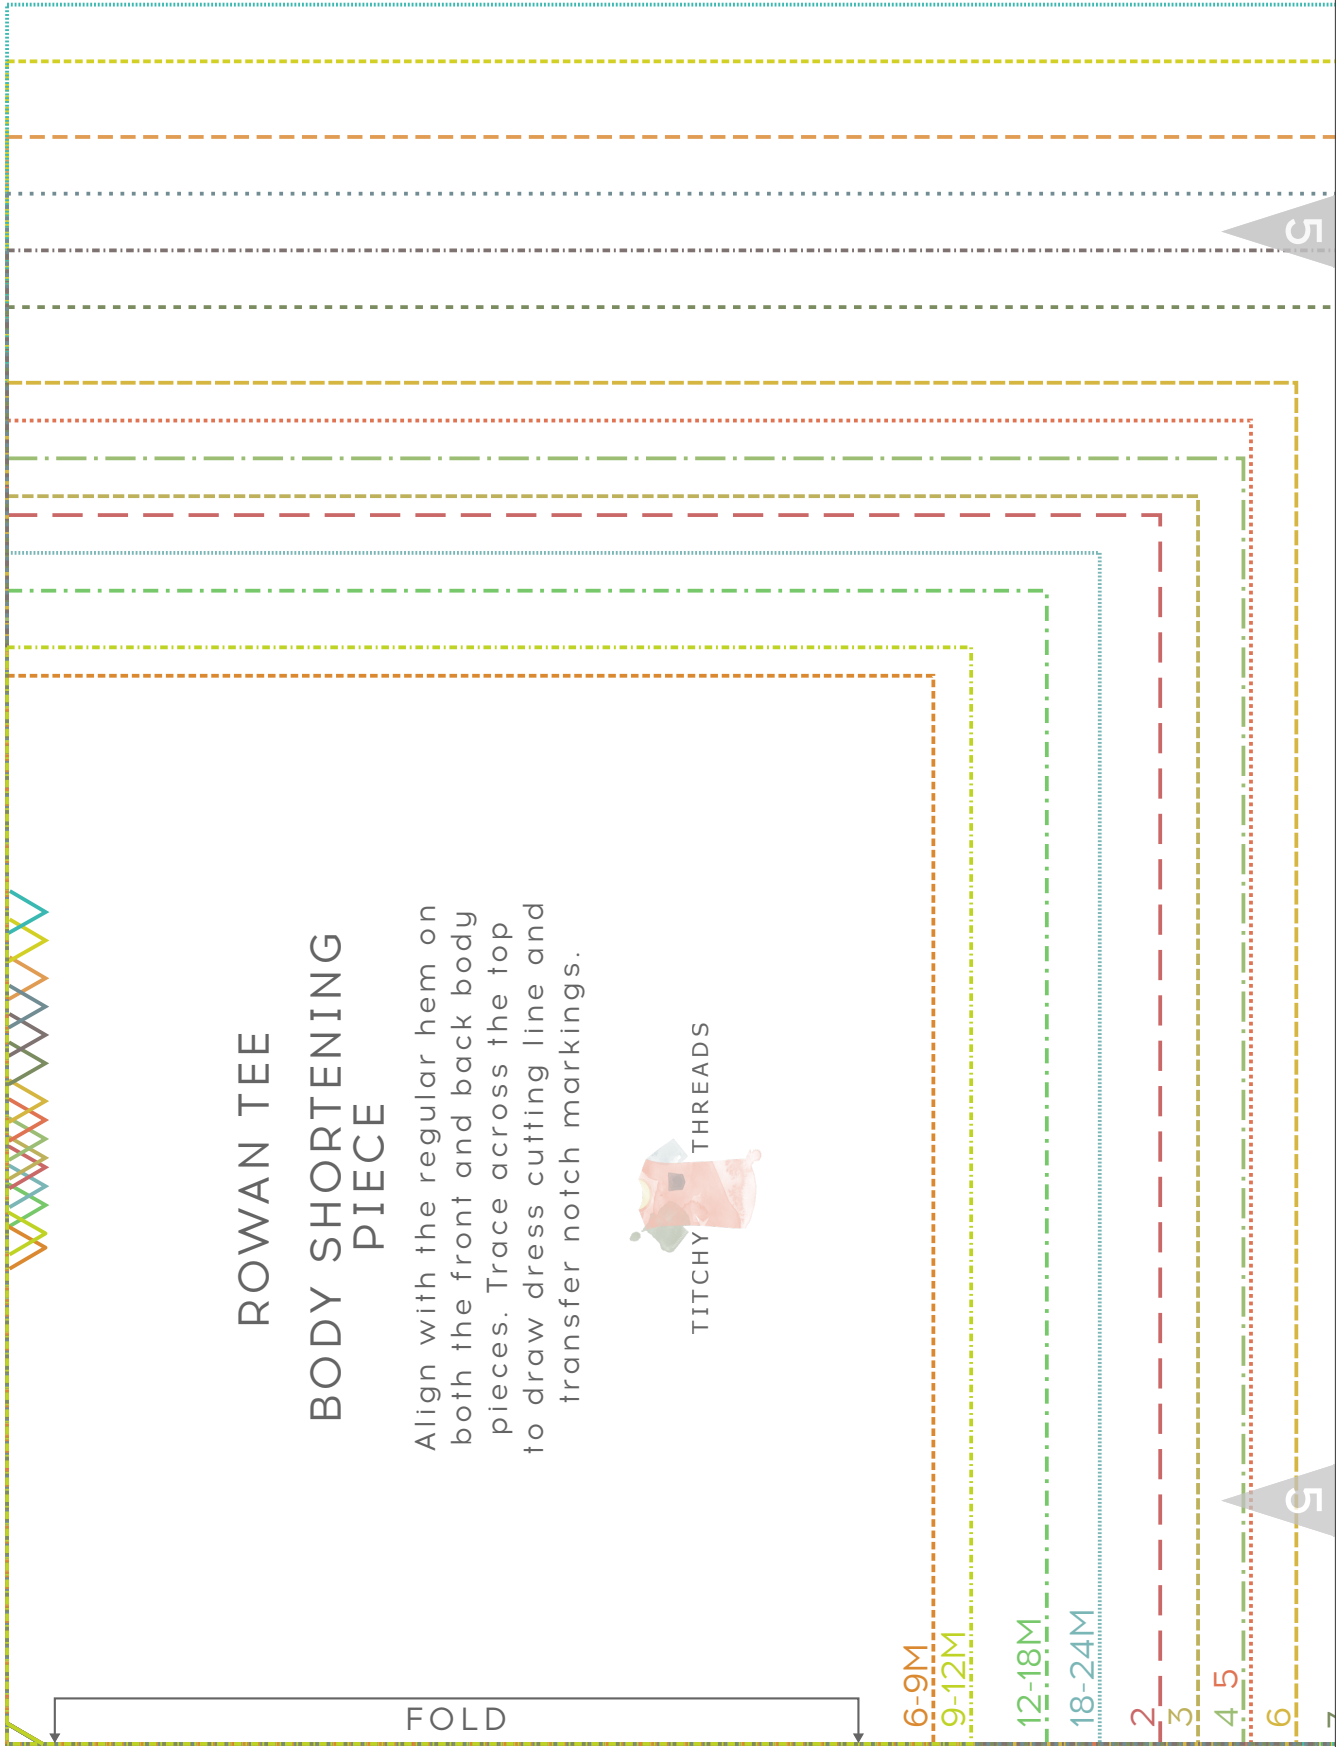 ROWAN TEE
BODY SHORTENING
PIECE
Align with the regular hem on
both the front and back body
pieces. Trace across the top
to draw dress cutting line and
transfer notch markings.
TITCHY THREADS
FOLD
6-9M
9-12M
12-18M
18-24M
2
3
4
5
6
7
5
5